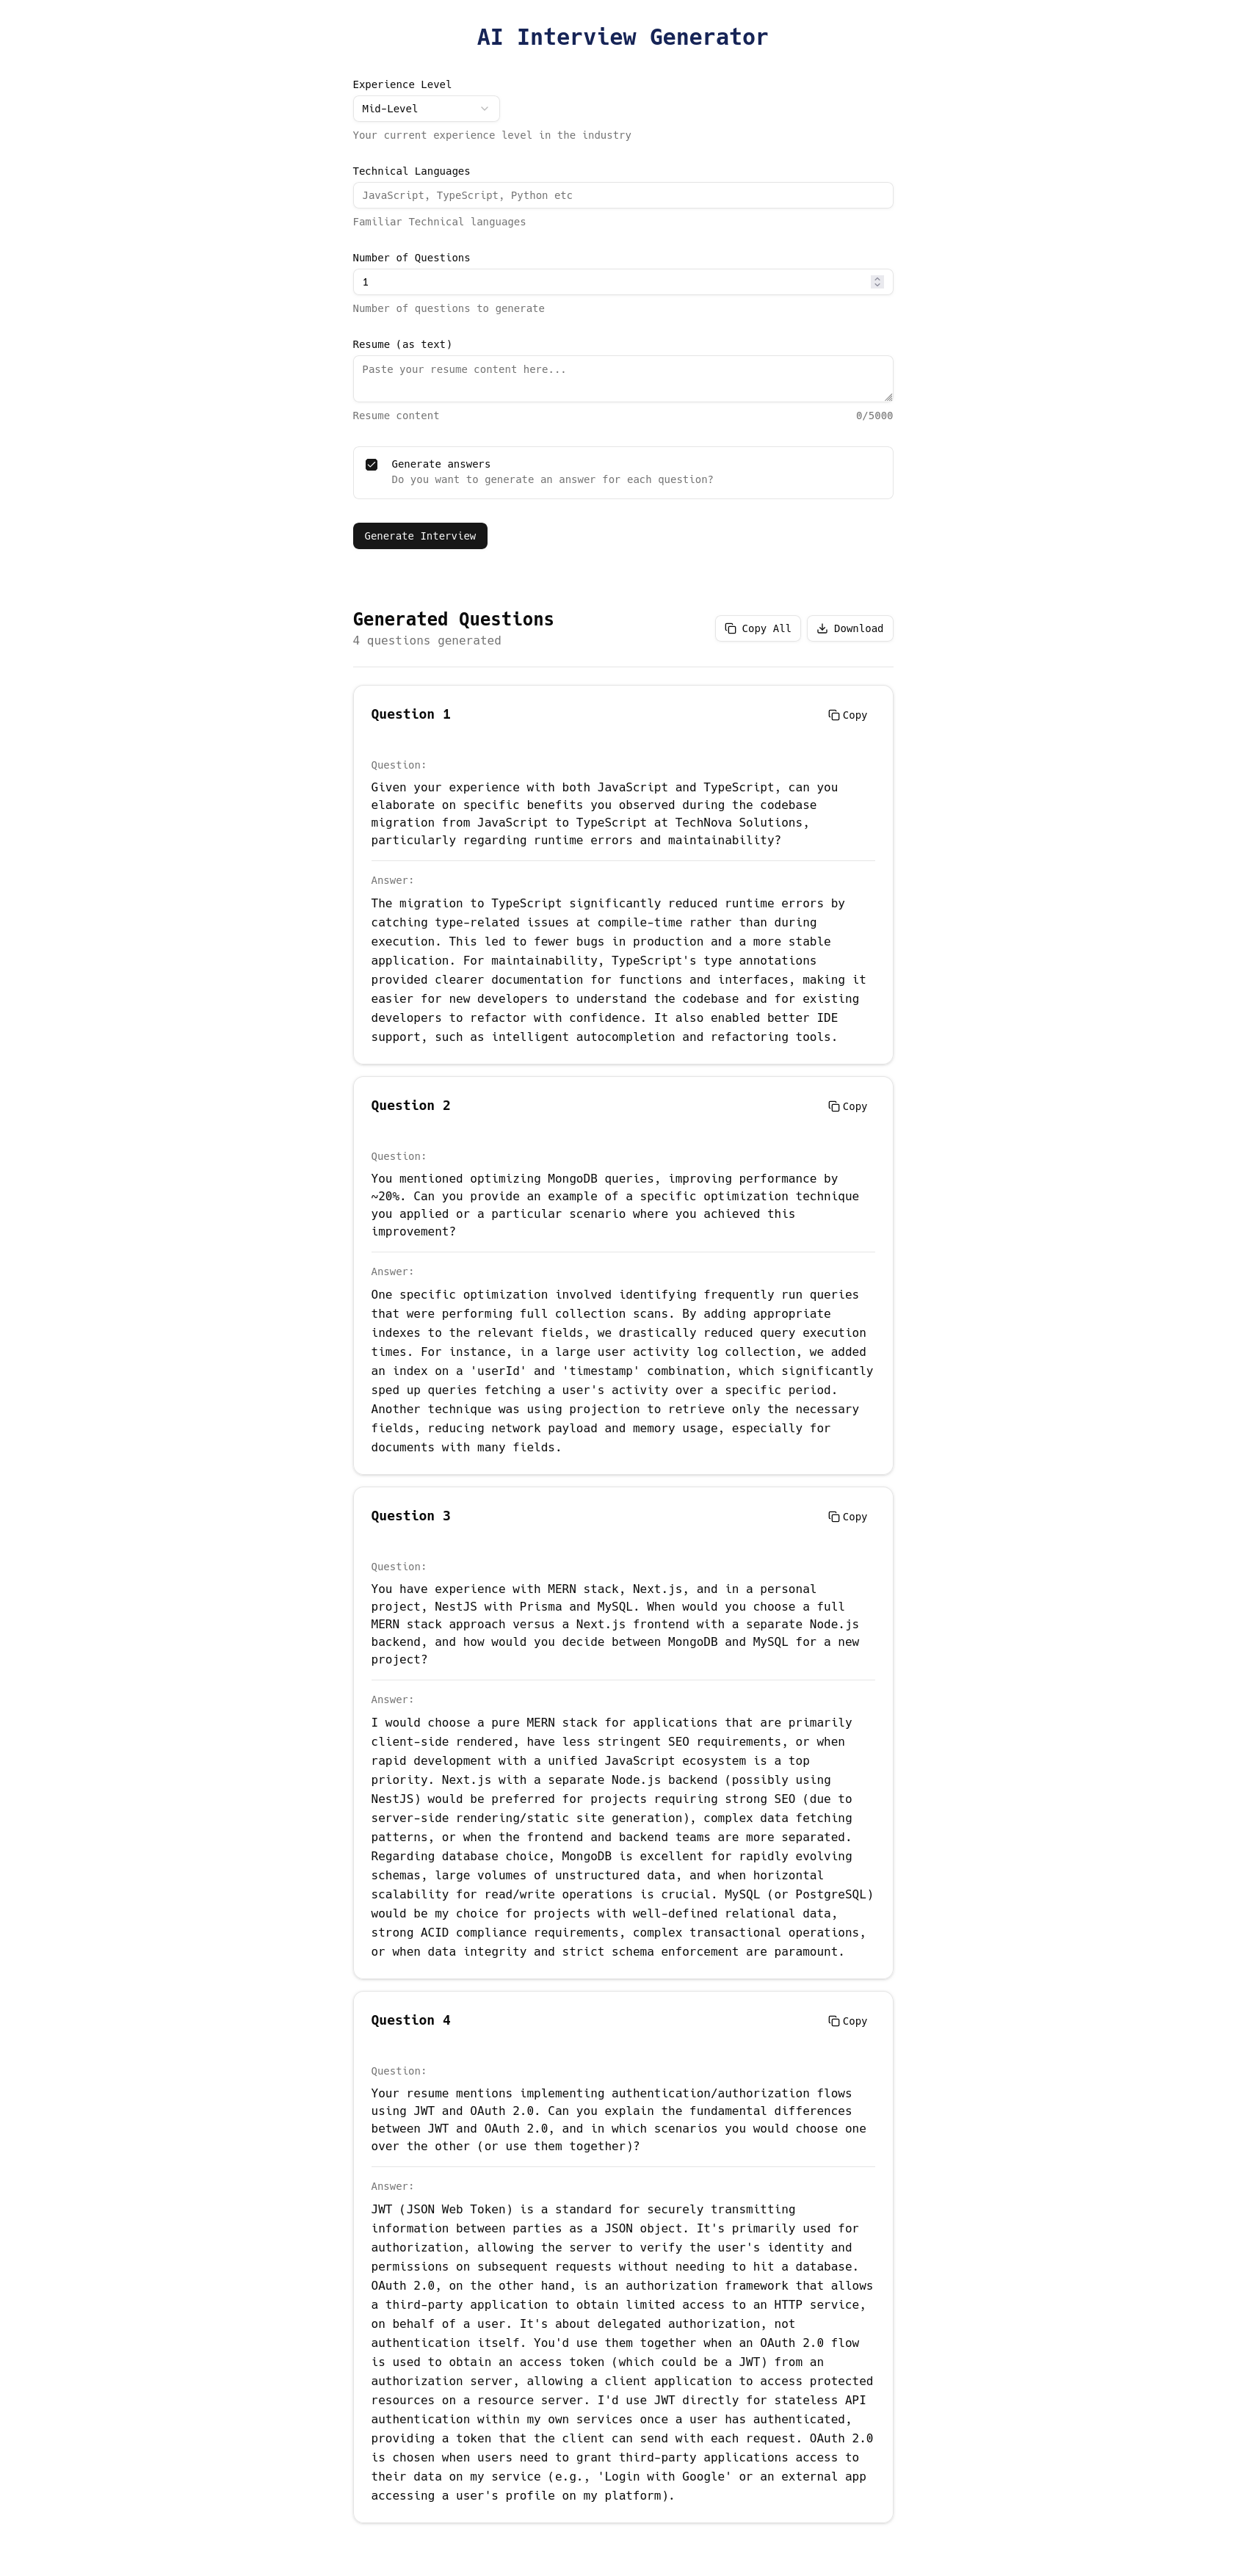 AI Interview Generator
Experience Level
Mid-Level
Your current experience level in the industry
Technical Languages
JavaScript, TypeScript, Python etc
Familiar Technical languages
Number of Questions
1
Number of questions to generate
Resume (as text)
Paste your resume content here...
Resume content 0/5000
Generate answers
Do you want to generate an answer for each question?
Generate Interview
Generated Questions
4 questions generated
Copy All Download
Question 1 Copy
Question:
Given your experience with both JavaScript and TypeScript, can you
elaborate on specific benefits you observed during the codebase
migration from JavaScript to TypeScript at TechNova Solutions,
particularly regarding runtime errors and maintainability?
Answer:
The migration to TypeScript significantly reduced runtime errors by
catching type-related issues at compile-time rather than during
execution. This led to fewer bugs in production and a more stable
application. For maintainability, TypeScript's type annotations
provided clearer documentation for functions and interfaces, making it
easier for new developers to understand the codebase and for existing
developers to refactor with confidence. It also enabled better IDE
support, such as intelligent autocompletion and refactoring tools.
Question 2 Copy
Question:
You mentioned optimizing MongoDB queries, improving performance by
~20%. Can you provide an example of a specific optimization technique
you applied or a particular scenario where you achieved this
improvement?
Answer:
One specific optimization involved identifying frequently run queries
that were performing full collection scans. By adding appropriate
indexes to the relevant fields, we drastically reduced query execution
times. For instance, in a large user activity log collection, we added
an index on a 'userId' and 'timestamp' combination, which significantly
sped up queries fetching a user's activity over a specific period.
Another technique was using projection to retrieve only the necessary
fields, reducing network payload and memory usage, especially for
documents with many fields.
Question 3 Copy
Question:
You have experience with MERN stack, Next.js, and in a personal
project, NestJS with Prisma and MySQL. When would you choose a full
MERN stack approach versus a Next.js frontend with a separate Node.js
backend, and how would you decide between MongoDB and MySQL for a new
project?
Answer:
I would choose a pure MERN stack for applications that are primarily
client-side rendered, have less stringent SEO requirements, or when
rapid development with a unified JavaScript ecosystem is a top
priority. Next.js with a separate Node.js backend (possibly using
NestJS) would be preferred for projects requiring strong SEO (due to
server-side rendering/static site generation), complex data fetching
patterns, or when the frontend and backend teams are more separated.
Regarding database choice, MongoDB is excellent for rapidly evolving
schemas, large volumes of unstructured data, and when horizontal
scalability for read/write operations is crucial. MySQL (or PostgreSQL)
would be my choice for projects with well-defined relational data,
strong ACID compliance requirements, complex transactional operations,
or when data integrity and strict schema enforcement are paramount.
Question 4 Copy
Question:
Your resume mentions implementing authentication/authorization flows
using JWT and OAuth 2.0. Can you explain the fundamental differences
between JWT and OAuth 2.0, and in which scenarios you would choose one
over the other (or use them together)?
Answer:
JWT (JSON Web Token) is a standard for securely transmitting
information between parties as a JSON object. It's primarily used for
authorization, allowing the server to verify the user's identity and
permissions on subsequent requests without needing to hit a database.
OAuth 2.0, on the other hand, is an authorization framework that allows
a third-party application to obtain limited access to an HTTP service,
on behalf of a user. It's about delegated authorization, not
authentication itself. You'd use them together when an OAuth 2.0 flow
is used to obtain an access token (which could be a JWT) from an
authorization server, allowing a client application to access protected
resources on a resource server. I'd use JWT directly for stateless API
authentication within my own services once a user has authenticated,
providing a token that the client can send with each request. OAuth 2.0
is chosen when users need to grant third-party applications access to
their data on my service (e.g., 'Login with Google' or an external app
accessing a user's profile on my platform).